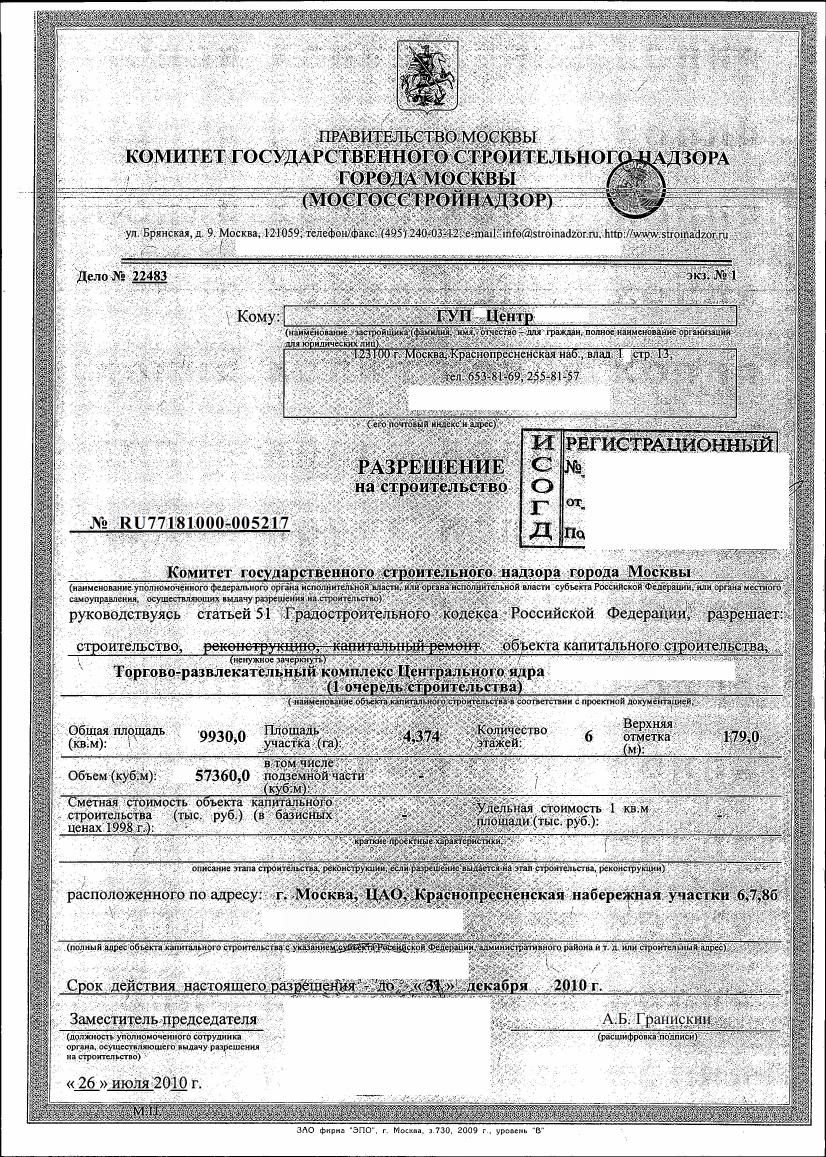 ПРАВИТЕЛЬСТВО МОСКВЫ
КОМИТЕТ ГОСУДАРСТВЕННОГО СТРОИТЕЛЬНОГО НАДЗОРА
ГОРОДА МОСКВЫ
(МОСГОССТРОЙНАДЗОР)
ул. Брянская, д. 9. Москва, 121059; телефон/факс: (495) 240-03-12; e-mail: info@stroinadzor.ru, http://www.stroinadzor.ru
Дело № 22483
экз. № 1
Кому: ГУП Центр
(наименование застройщика (фамилия, имя, отчество – для граждан, полное наименование организации
для юридических лиц)
123100 г. Москва, Краснопресненская наб., влад. 1 стр. 13,
тел. 653-81-69, 255-81-57
( его почтовый индекс и адрес)
ИСОГД
РЕГИСТРАЦИОННЫЙ
№
от
По
РАЗРЕШЕНИЕ
на строительство
№ RU77181000-005217
Комитет государственного строительного надзора города Москвы
(наименование уполномоченного федерального органа исполнительной власти, или органа исполнительной власти субъекта Российской Федерации, или органа местного
самоуправления, осуществляющих выдачу разрешения на строительство)
руководствуясь статьей 51 Градостроительного кодекса Российской Федерации, разрешает:
строительство, реконструкцию, капитальный ремонт объекта капитального строительства,
(ненужное зачеркнуть)
Торгово-развлекательный комплекс Центрального ядра
(1 очередь строительства)
( наименование объекта капитального строительства в соответствии с проектной документацией,
Общая площадь (кв.м): 9930,0 Площадь участка (га): 4,374 Количество этажей: 6 Верхняя отметка (м): 179,0
Объем (куб.м): 57360,0 в том числе подземной части (куб.м): -
Сметная стоимость объекта капитального строительства (тыс. руб.) (в базисных ценах 1998 г.): - Удельная стоимость 1 кв.м площади (тыс. руб.): -
краткие проектные характеристики,
описание этапа строительства, реконструкции, если разрешение выдается на этап строительства, реконструкции)
расположенного по адресу: г. Москва, ЦАО, Краснопресненская набережная участки 6,7,8б
(полный адрес объекта капитального строительства с указанием субъекта Российской Федерации, административного района и т. д. или строительный адрес)
Срок действия настоящего разрешения - до « 31 » декабря 2010 г.
Заместитель председателя
А.Б. Гранискин
(должность уполномоченного сотрудника
органа, осуществляющего выдачу разрешения
на строительство)
(расшифровка подписи)
« 26 » июля 2010 г.
М.П.
ЗАО фирма "ЭПО", г. Москва, з.730, 2009 г., уровень "В"